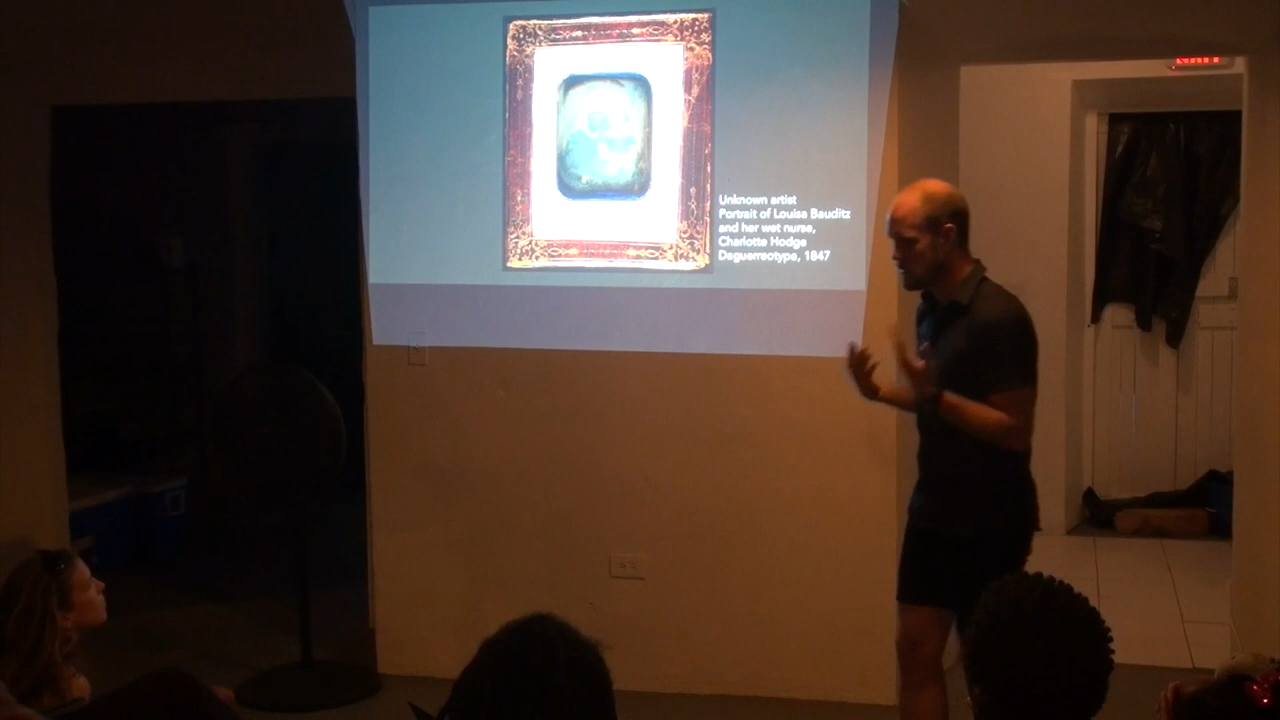 Unknown artist
Portrait of Louisa Bauditz
and her wet nurse,
Charlotte Hodge
Daguerreotype, 1847